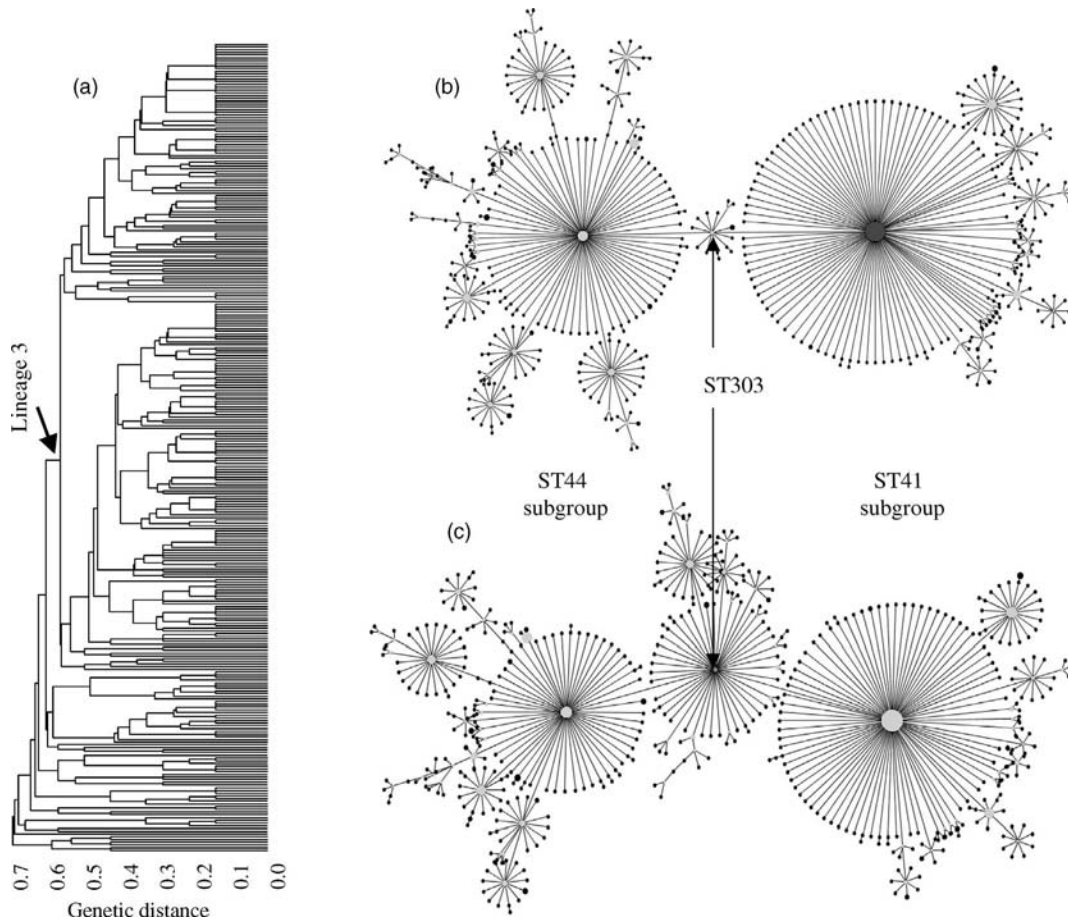 (a)
Lineage 3
0.7
0.6
0.5
0.4
0.3
0.2
0.1
0.0
Genetic distance
(b)
ST303
ST44
subgroup
ST41
subgroup
(c)